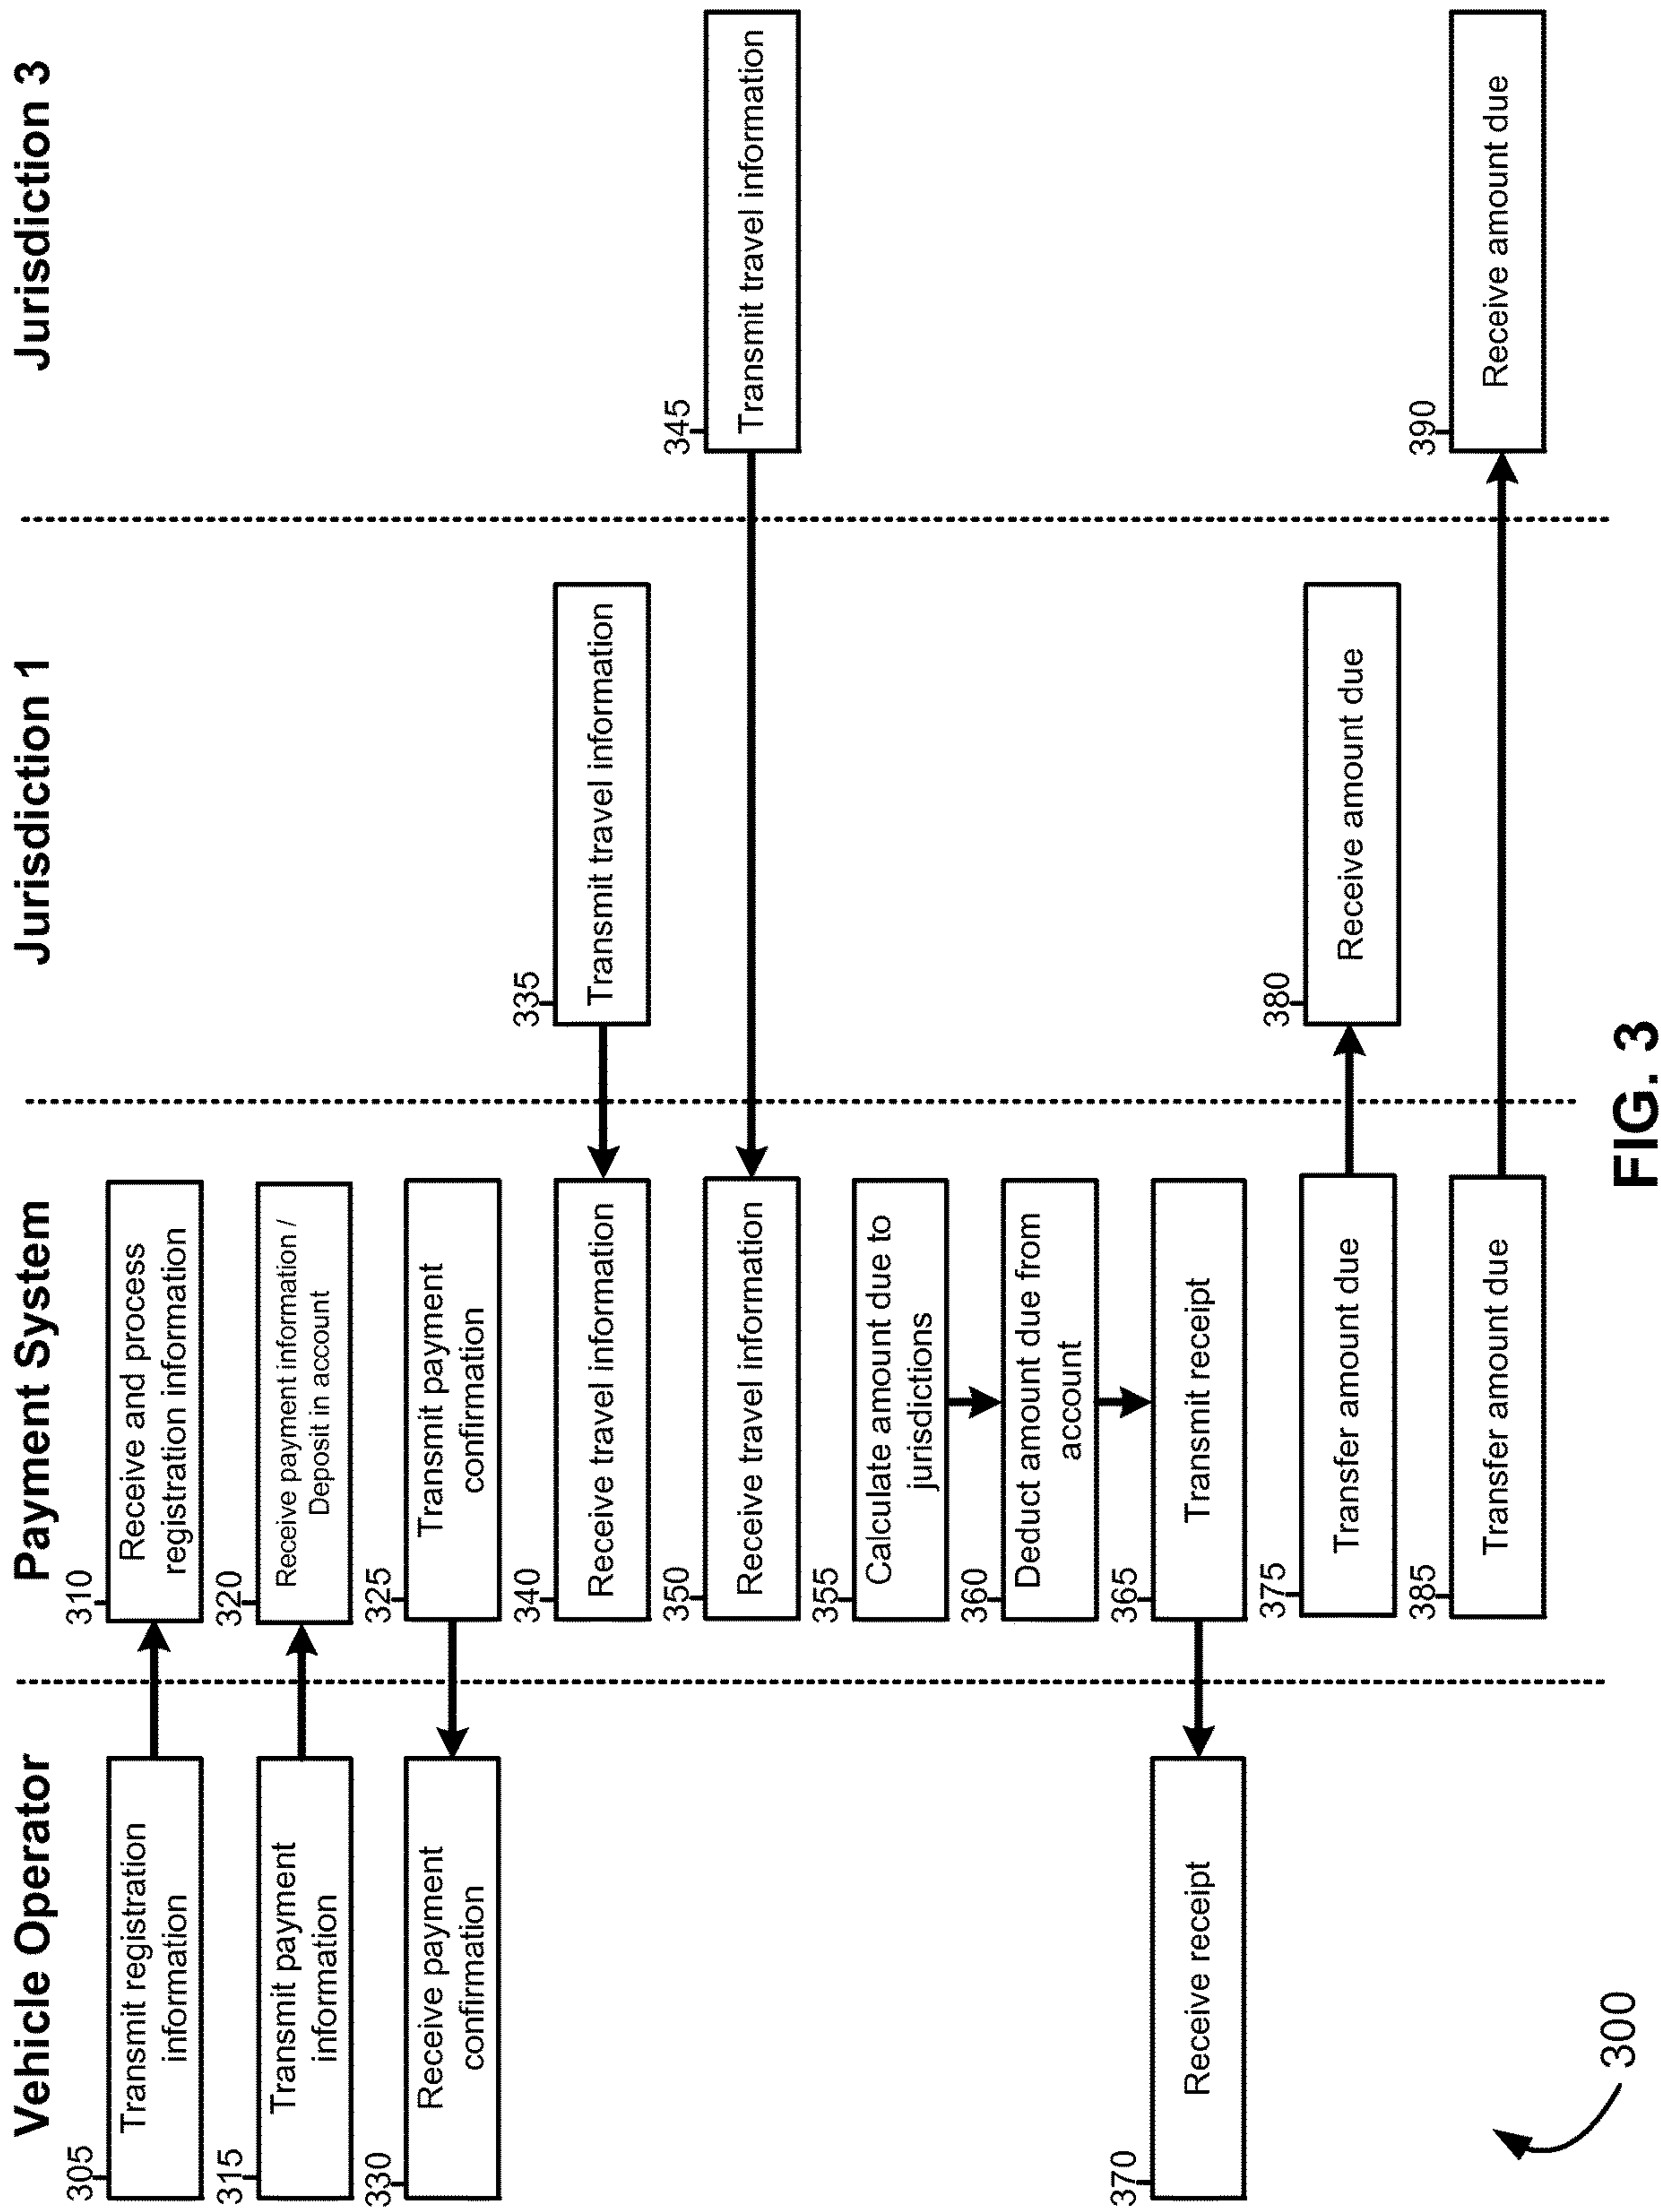 Vehicle Operator
Payment System
Jurisdiction 1
Jurisdiction 3
305
Transmit registration
information
310
Receive and process
registration information
315
Transmit payment
information
320
Receive payment information /
Deposit in account
325
Transmit payment
confirmation
330
Receive payment
confirmation
335
Transmit travel information
340
Receive travel information
345
Transmit travel information
350
Receive travel information
355
Calculate amount due to
jurisdictions
360
Deduct amount due from
account
365
Transmit receipt
370
Receive receipt
375
Transfer amount due
380
Receive amount due
385
Transfer amount due
390
Receive amount due
300
FIG. 3